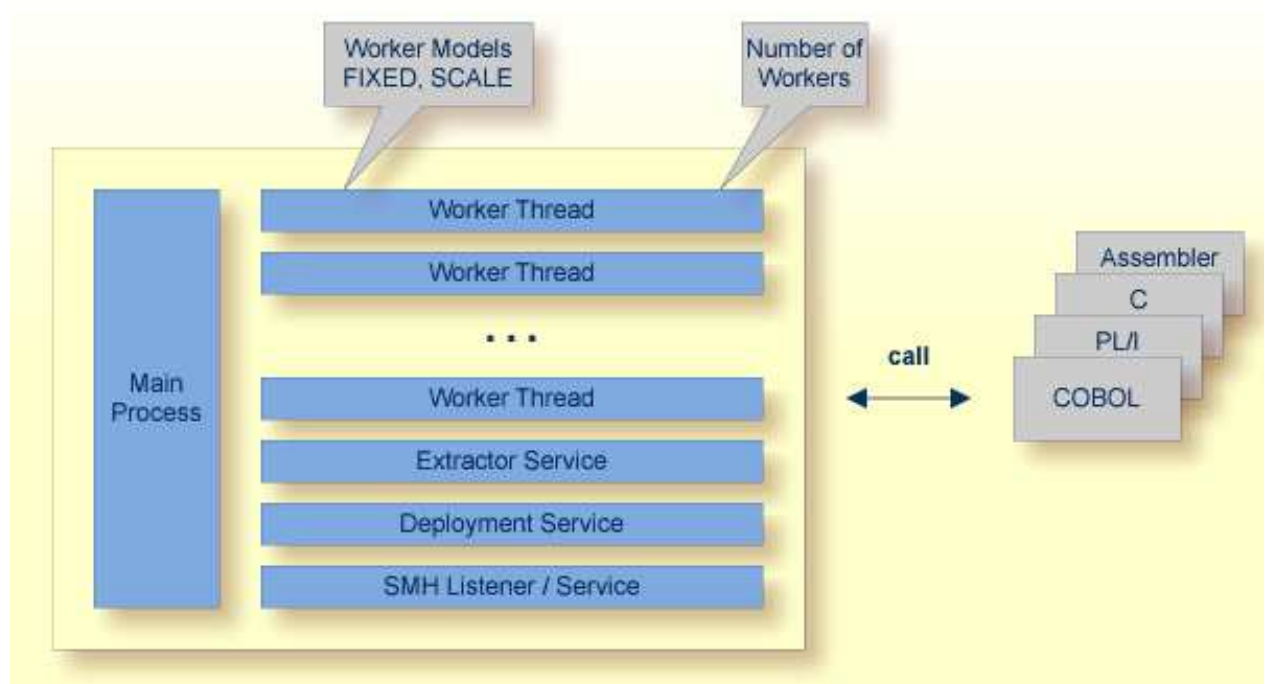 Worker Models
FIXED, SCALE
Number of
Workers
Main
Process
Worker Thread
Worker Thread
...
Worker Thread
Extractor Service
Deployment Service
SMH Listener / Service
call
Assembler
C
PL/I
COBOL